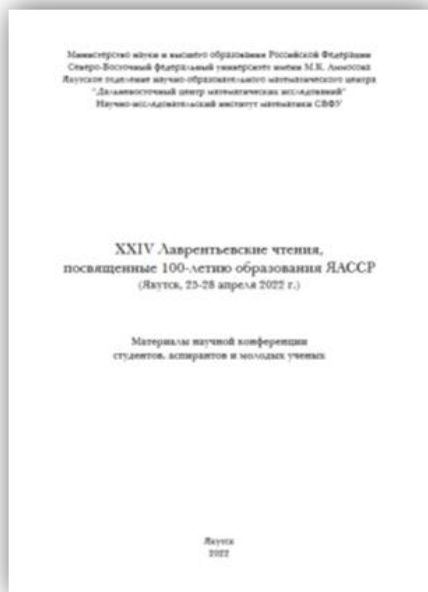 Министерство науки и высшего образования Российской Федерации
Северо-Восточный федеральный университет имени М.К. Аммосова
Якутское отделение научно-образовательного математического центра
"Дальневосточный центр математических исследований"
Научно-исследовательский институт математики СВФУ
XXIV Лаврентьевские чтения,
посвященные 100-летию образования ЯАССР
(Якутск, 25-28 апреля 2022 г.)
Материалы научной конференции
студентов, аспирантов и молодых ученых
Якутск
2022